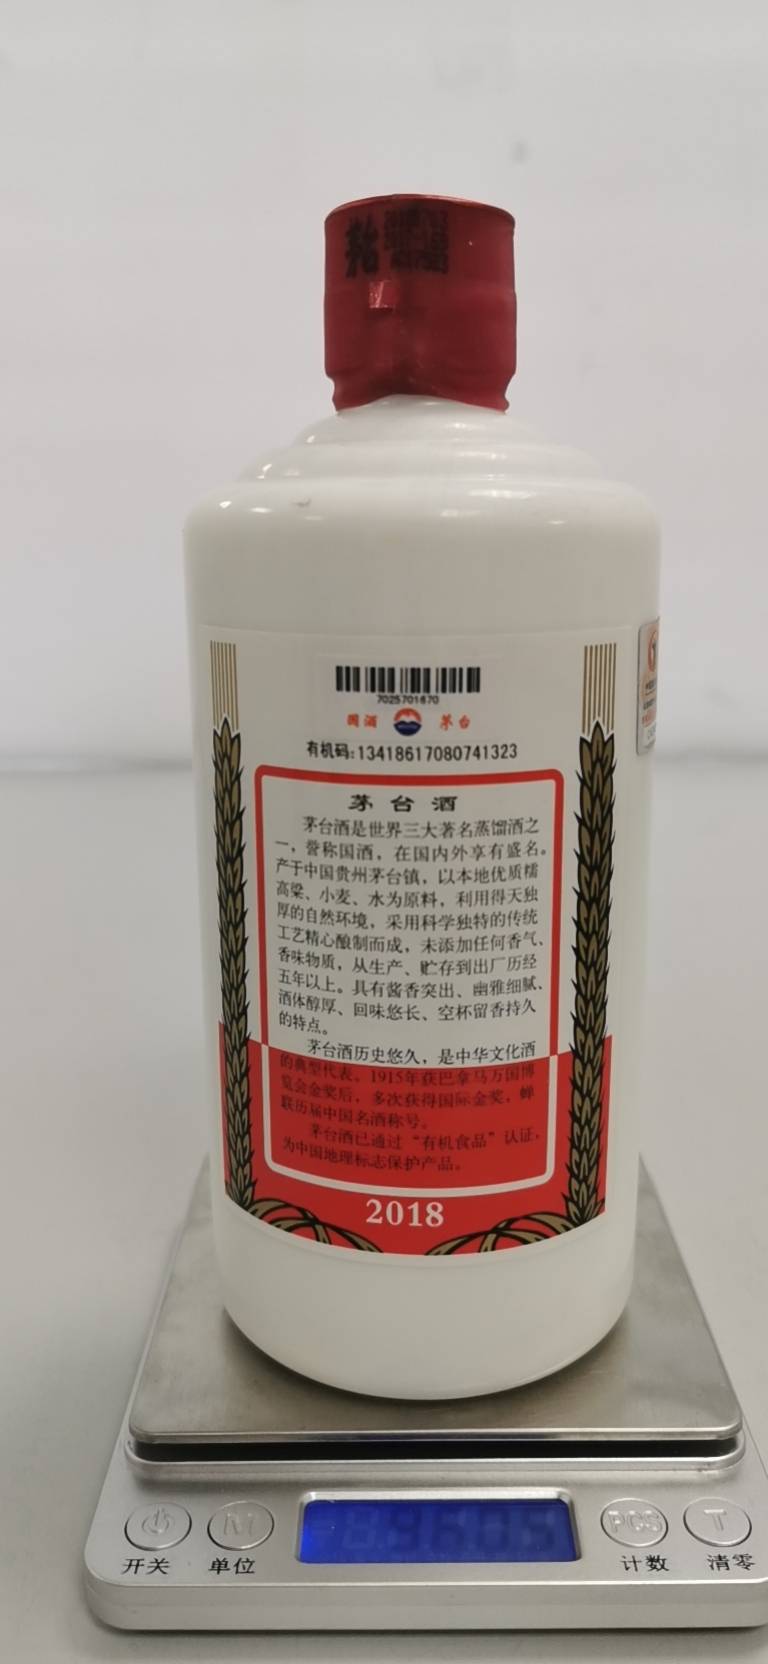 7025701670
国酒 茅台
有机码:13418617080741323
茅台酒
茅台酒是世界三大著名蒸馏酒之
一，誉称国酒，在国内外享有盛名。
产于中国贵州茅台镇，以本地优质糯
高粱、小麦、水为原料，利用得天独
厚的自然环境，采用科学独特的传统
工艺精心酿制而成，未添加任何香气、
香味物质，从生产、贮存到出厂历经
五年以上。具有酱香突出、幽雅细腻、
酒体醇厚、回味悠长、空杯留香持久
的特点。
茅台酒历史悠久，是中华文化酒
的典型代表。1915年获巴拿马万国博
览会金奖后，多次获得国际金奖，蝉
联历届中国名酒称号。
茅台酒已通过“有机食品”认证，
为中国地理标志保护产品。
2018
M
PCS
T
开关
单位
计数
清零